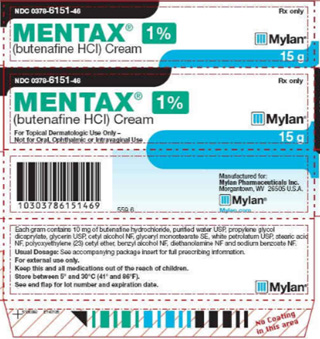 NDC 0378-6151-46
Rx only
MENTAX® 1%
(butenafine HCl) Cream
Mylan®
15 g
NDC 0378-6151-46
Rx only
MENTAX® 1%
(butenafine HCl) Cream
Mylan®
For Topical Dermatologic Use Only –
Not for Oral, Ophthalmic or Intravaginal Use
15 g
Manufactured for:
Mylan Pharmaceuticals Inc.
Morgantown, WV 26505 U.S.A.
Mylan®
Mylan.com
10303786151469
Each gram contains 10 mg of butenafine hydrochloride, purified water USP, propylene glycol
dicaprylate, glycerin USP, cetyl alcohol NF, glyceryl monostearate SE, white petrolatum USP, stearic acid
NF, polyoxyethylene (23) cetyl ether, benzyl alcohol NF, diethanolamine NF and sodium benzoate NF.
Usual Dosage: See accompanying package insert for full prescribing information.
For external use only.
Keep this and all medications out of the reach of children.
Store between 5° and 30°C (41° and 86°F).
See end flap for lot number and expiration date.
Mylan®
No Coating
in this area